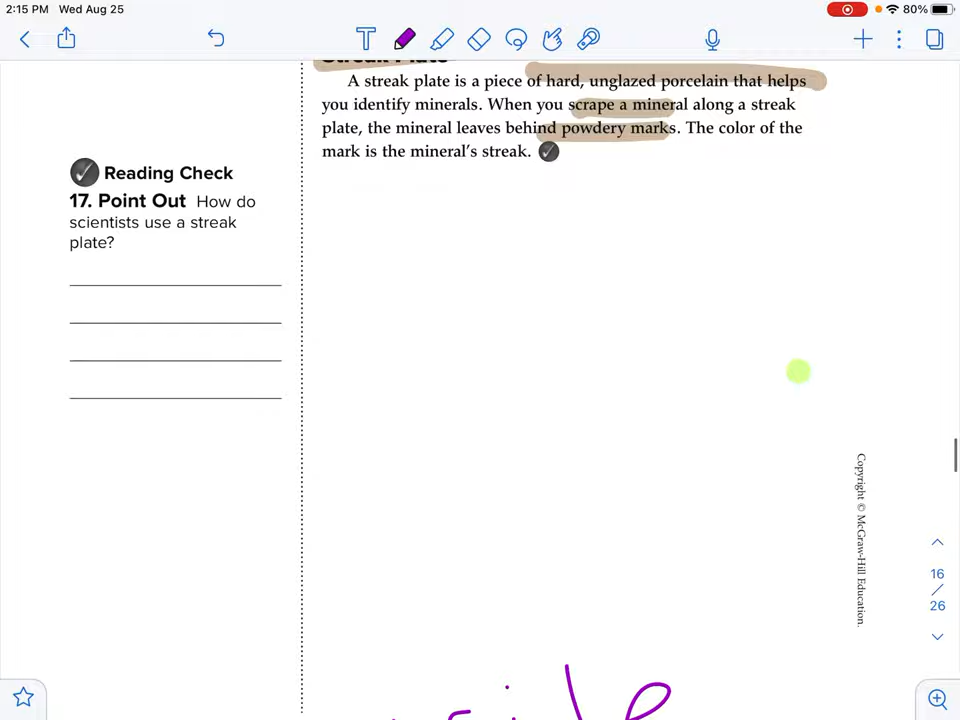 2:15 PM Wed Aug 25
80%
T
Streak Plate
A streak plate is a piece of hard, unglazed porcelain that helps
you identify minerals. When you scrape a mineral along a streak
plate, the mineral leaves behind powdery marks. The color of the
mark is the mineral's streak.
Reading Check
17. Point Out How do
scientists use a streak
plate?
Copyright © McGraw-Hill Education.
16
26